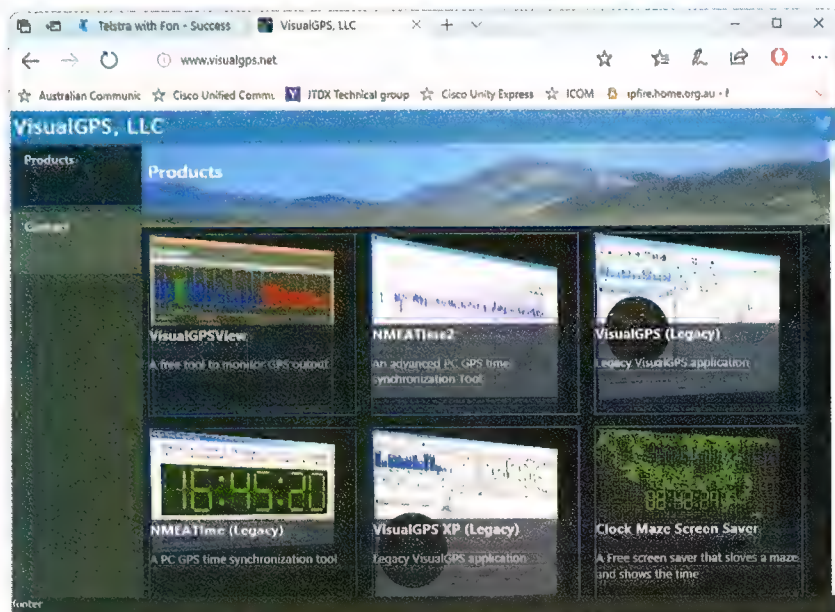 Telstra with Fon - Success
VisualGPS, LLC
www.visualgps.net
Australian Communic
Cisco Unified Commu
JTDX Technical group
Cisco Unity Express
ICOM
ipfire.home.org.au - I
VisualGPS, LLC
Products
Products
Contact
VisualGPSView
A free tool to monitor GPS output
NMEATime2
An advanced PC GPS time
synchronization Tool
VisualGPS (Legacy)
Legacy VisualGPS application
16:45:20
NMEATime (Legacy)
A PC GPS time synchronization tool
VisualGPS XP (Legacy)
Legacy VisualGPS application
Clock Maze Screen Saver
A Free screen saver that sloves a maze
and shows the time
footer